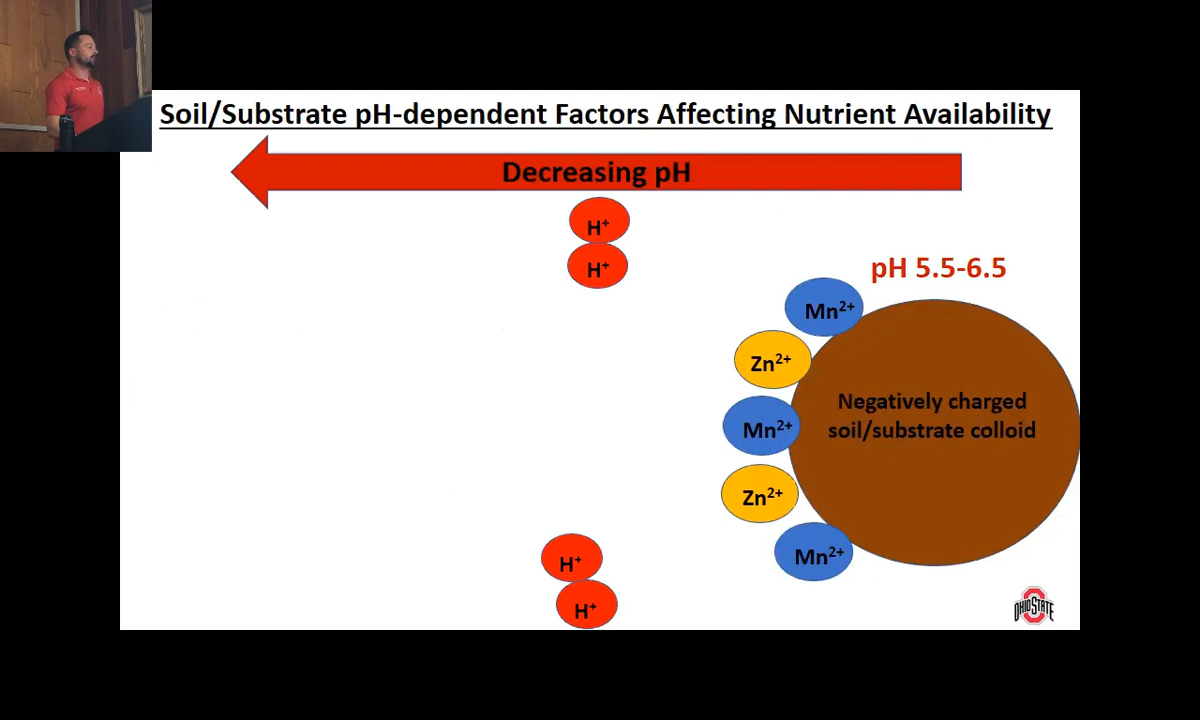 Soil/Substrate pH-dependent Factors Affecting Nutrient Availability
Decreasing pH
H⁺
H⁺
pH 5.5-6.5
Mn²⁺
Zn²⁺
Mn²⁺
Zn²⁺
Mn²⁺
Negatively charged
soil/substrate colloid
H⁺
H⁺
OHIO STATE